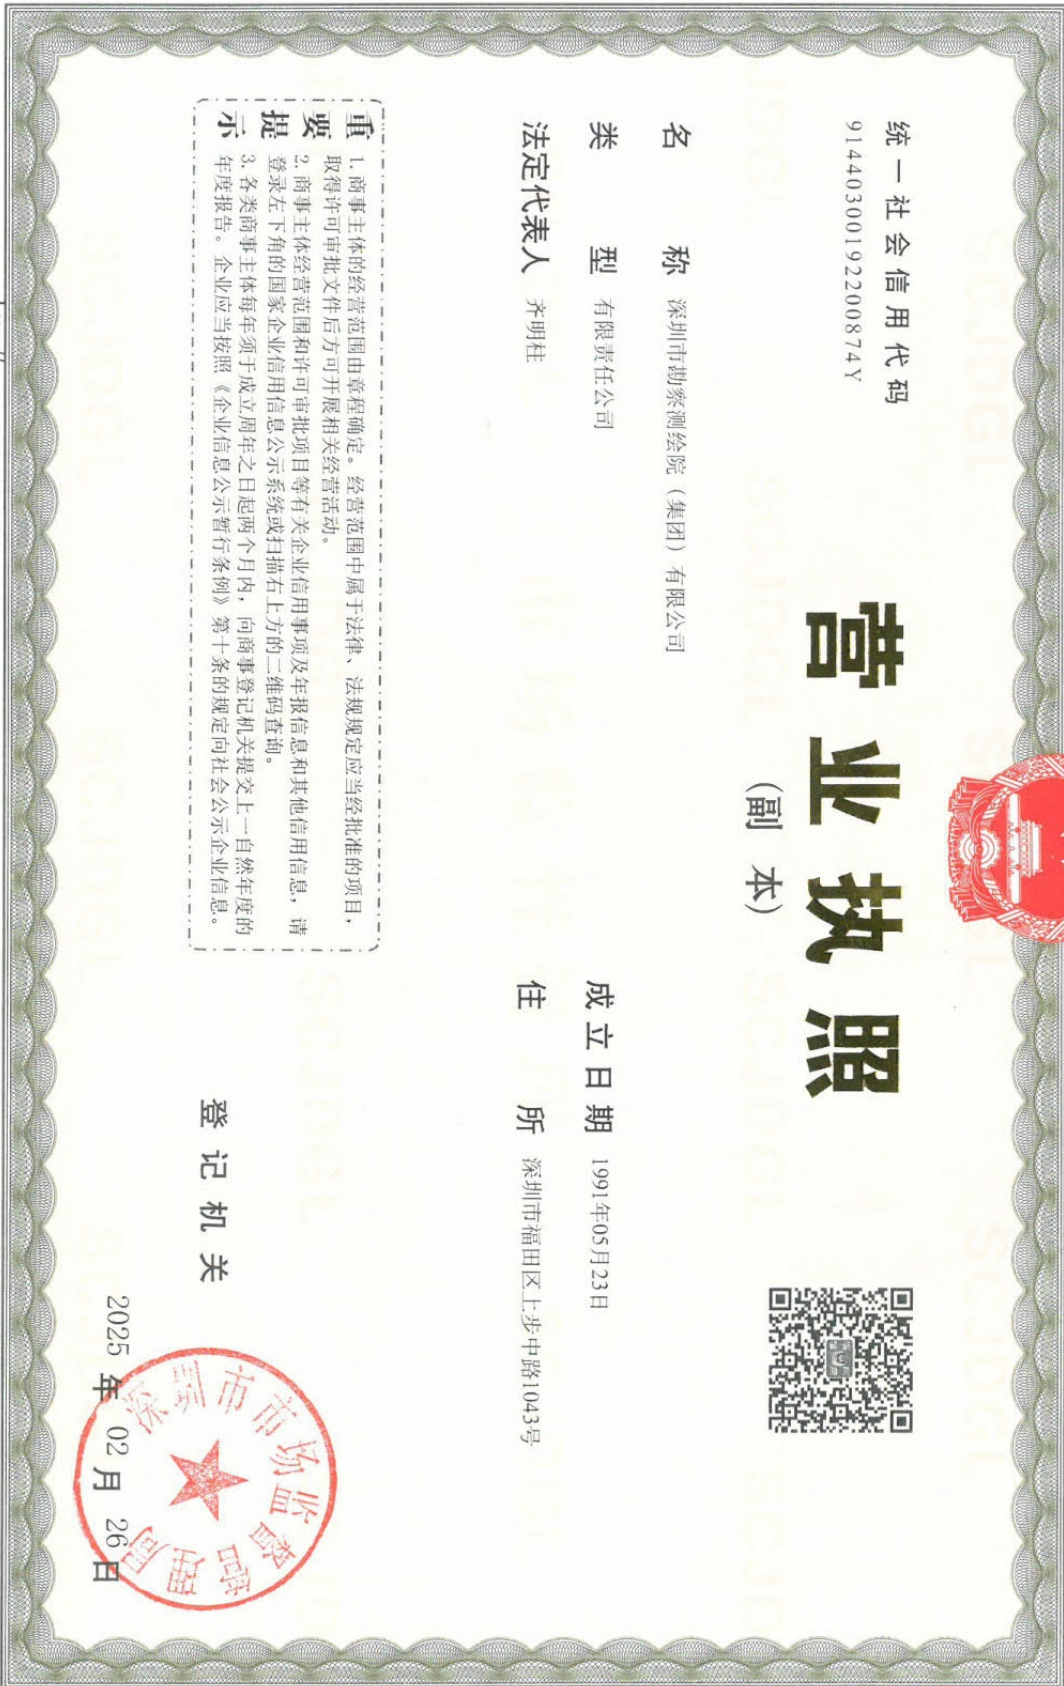 统一社会信用代码
91440300192200874Y
营业执照
(副 本)
名 称 深圳市勘察测绘院（集团）有限公司
类 型 有限责任公司
法定代表人 齐明柱
成立日期 1991年05月23日
住 所 深圳市福田区上步中路1043号
重要提示
1. 商事主体的经营范围由章程确定。经营范围中属于法律、法规规定应当经批准的项目，
取得许可审批文件后方可开展相关经营活动。
2. 商事主体经营范围和许可审批项目等有关企业信用事项及年报信息和其他信用信息，请
登录左下角的国家企业信用信息公示系统或扫描右上方的二维码查询。
3. 各类商事主体每年须于成立周年之日起两个月内，向商事登记机关提交上一自然年度的
年度报告。企业应当按照《企业信息公示暂行条例》第十条的规定向社会公示企业信息。
登记机关
深圳市市场监督管理局
2025 年 02 月 26 日